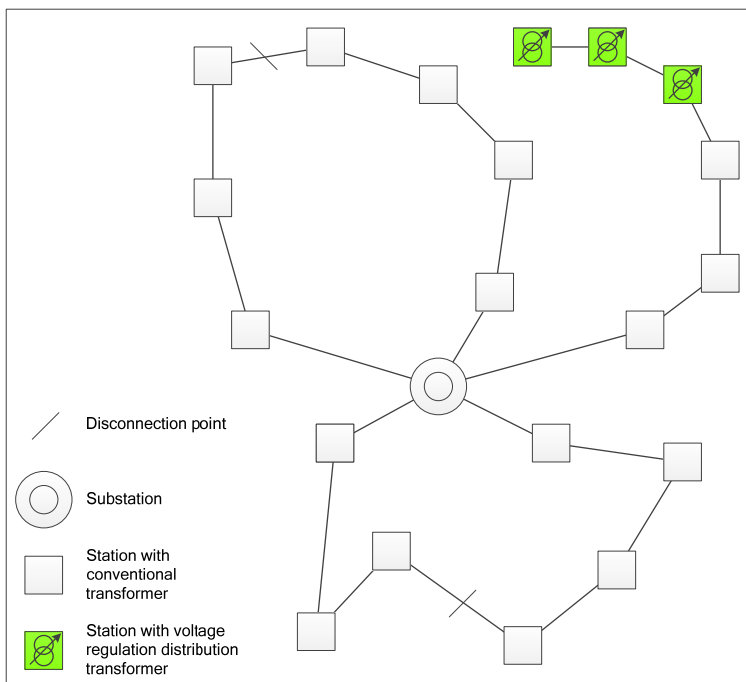 Disconnection point
Substation
Station with
conventional
transformer
Station with voltage
regulation distribution
transformer